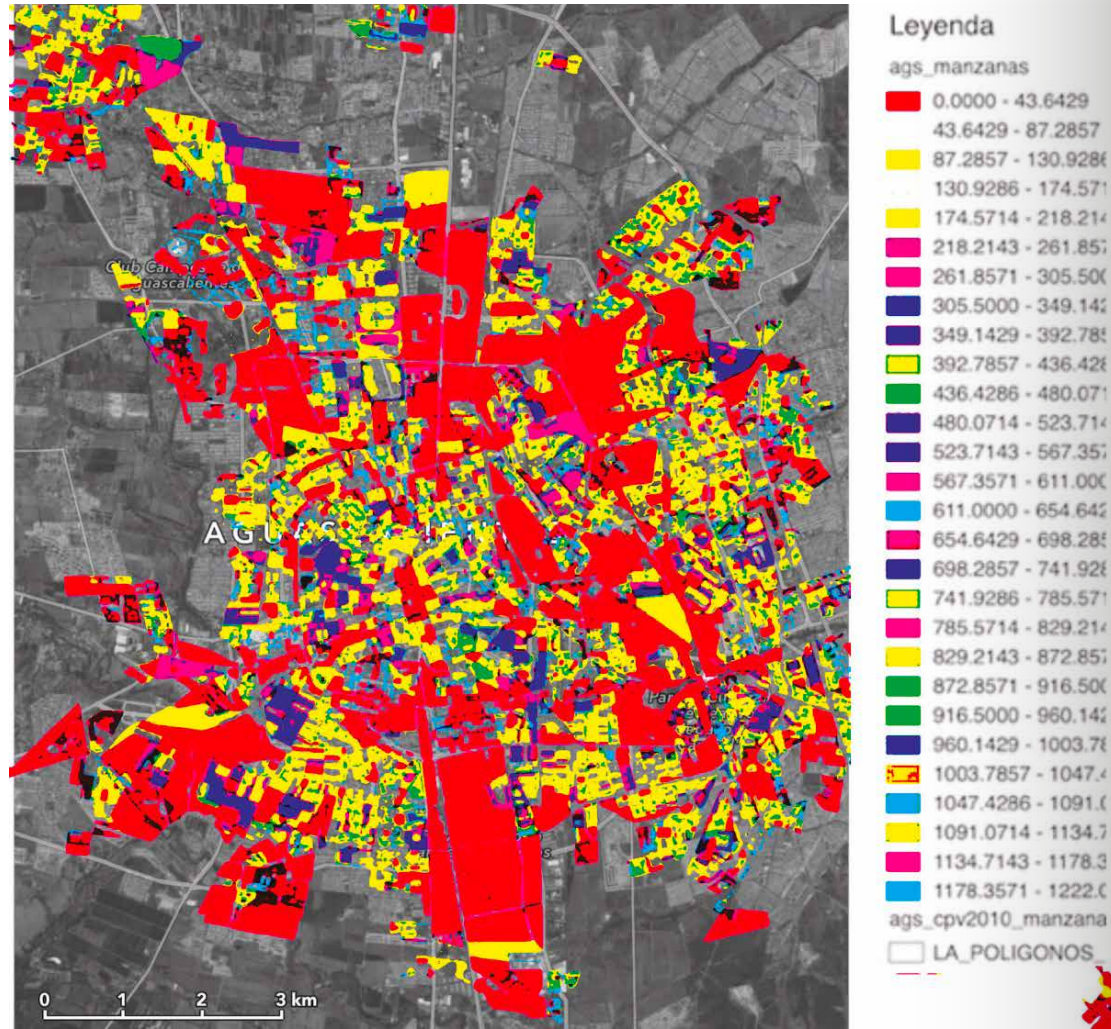 Leyenda
ags_manzanas
0.0000 - 43.6429
43.6429 - 87.2857
87.2857 - 130.9286
130.9286 - 174.571
174.5714 - 218.214
218.2143 - 261.857
261.8571 - 305.500
305.5000 - 349.142
349.1429 - 392.785
392.7857 - 436.428
436.4286 - 480.071
480.0714 - 523.714
523.7143 - 567.357
567.3571 - 611.000
611.0000 - 654.642
654.6429 - 698.285
698.2857 - 741.928
741.9286 - 785.571
785.5714 - 829.214
829.2143 - 872.857
872.8571 - 916.500
916.5000 - 960.142
960.1429 - 1003.78
1003.7857 - 1047.4
1047.4286 - 1091.0
1091.0714 - 1134.7
1134.7143 - 1178.3
1178.3571 - 1222.0
ags_cpv2010_manzana
LA_POLIGONOS_
Club Cam
guascalientes
0 1 2 3 km